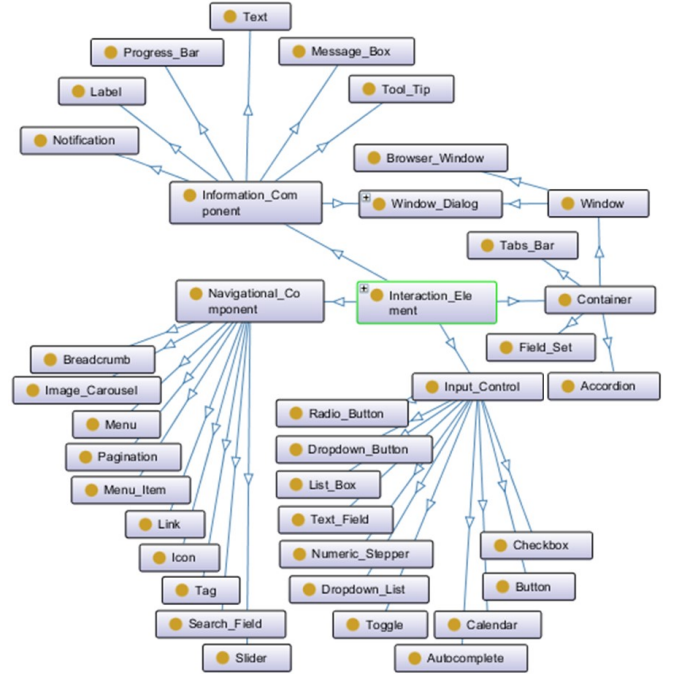 Text
Progress_Bar
Message_Box
Label
Tool_Tip
Notification
Browser_Window
Information_Com
ponent
Window_Dialog
Window
Tabs_Bar
Navigational_Co
mponent
Interaction_Ele
ment
Container
Field_Set
Breadcrumb
Image_Carousel
Input_Control
Accordion
Menu
Radio_Button
Pagination
Dropdown_Button
Menu_Item
List_Box
Link
Text_Field
Icon
Numeric_Stepper
Checkbox
Tag
Dropdown_List
Button
Search_Field
Toggle
Calendar
Slider
Autocomplete